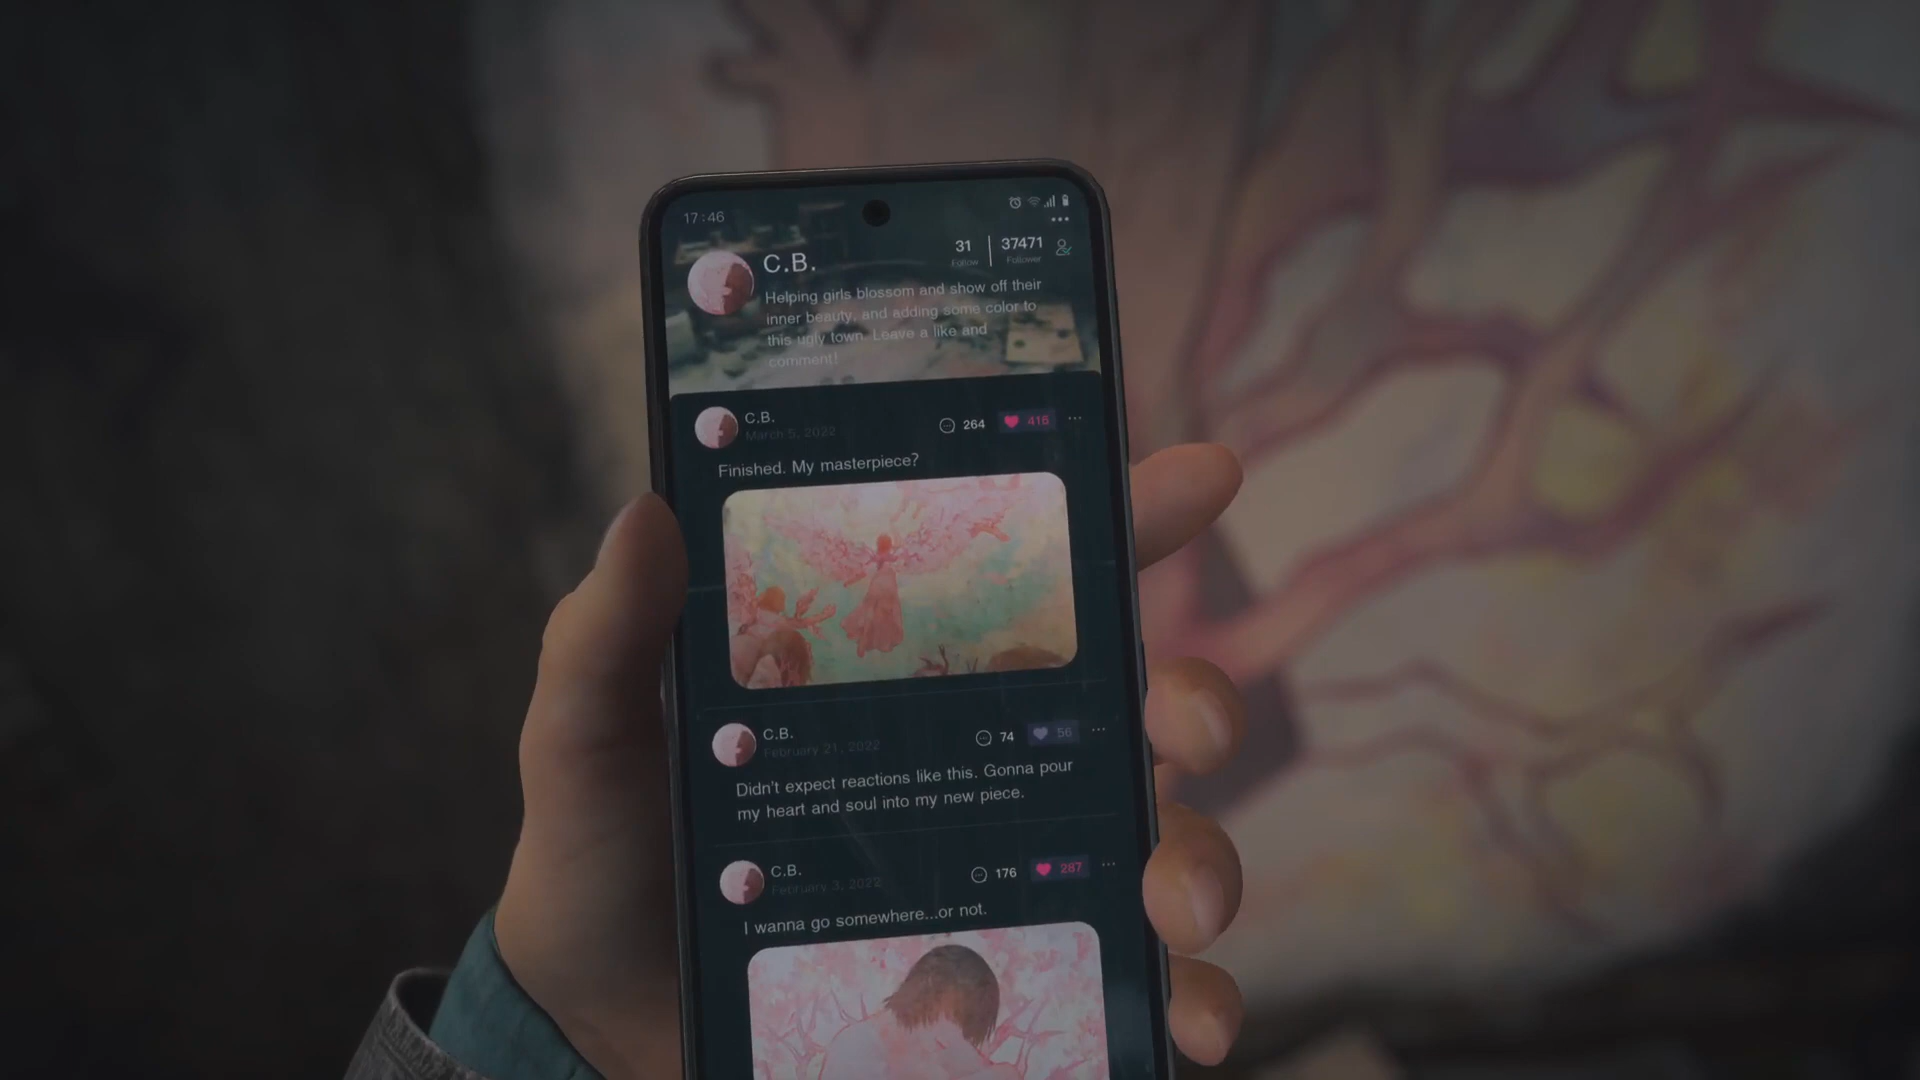 17:46
C.B.
31
37471
Follow
Follower
Helping girls blossom and show off their
inner beauty, and adding some color to
this ugly town. Leave a like and
comment!
C.B.
264
415
March 5, 2022
Finished. My masterpiece?
C.B.
74
56
February 21, 2022
Didn't expect reactions like this. Gonna pour
my heart and soul into my new piece.
C.B.
176
287
February 3, 2022
I wanna go somewhere...or not.